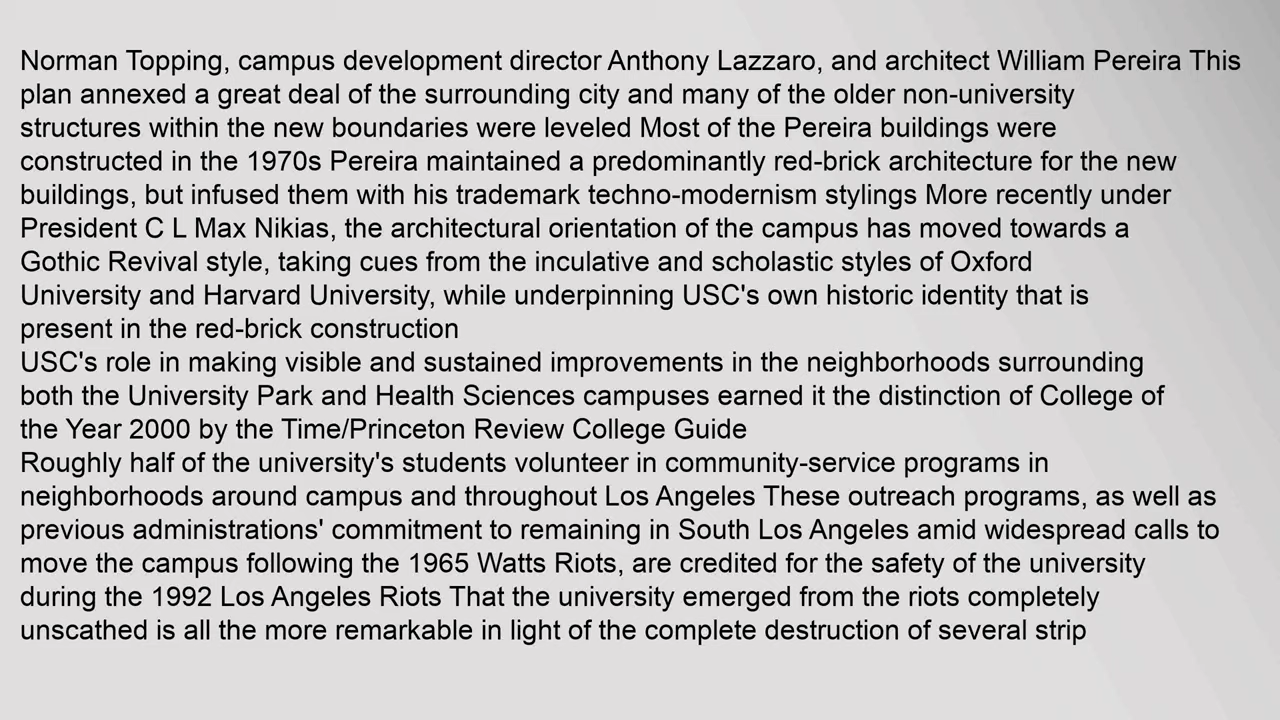 Norman Topping, campus development director Anthony Lazzaro, and architect William Pereira This
plan annexed a great deal of the surrounding city and many of the older non-university
structures within the new boundaries were leveled Most of the Pereira buildings were
constructed in the 1970s Pereira maintained a predominantly red-brick architecture for the new
buildings, but infused them with his trademark techno-modernism stylings More recently under
President C L Max Nikias, the architectural orientation of the campus has moved towards a
Gothic Revival style, taking cues from the inculative and scholastic styles of Oxford
University and Harvard University, while underpinning USC's own historic identity that is
present in the red-brick construction
USC's role in making visible and sustained improvements in the neighborhoods surrounding
both the University Park and Health Sciences campuses earned it the distinction of College of
the Year 2000 by the Time/Princeton Review College Guide
Roughly half of the university's students volunteer in community-service programs in
neighborhoods around campus and throughout Los Angeles These outreach programs, as well as
previous administrations' commitment to remaining in South Los Angeles amid widespread calls to
move the campus following the 1965 Watts Riots, are credited for the safety of the university
during the 1992 Los Angeles Riots That the university emerged from the riots completely
unscathed is all the more remarkable in light of the complete destruction of several strip